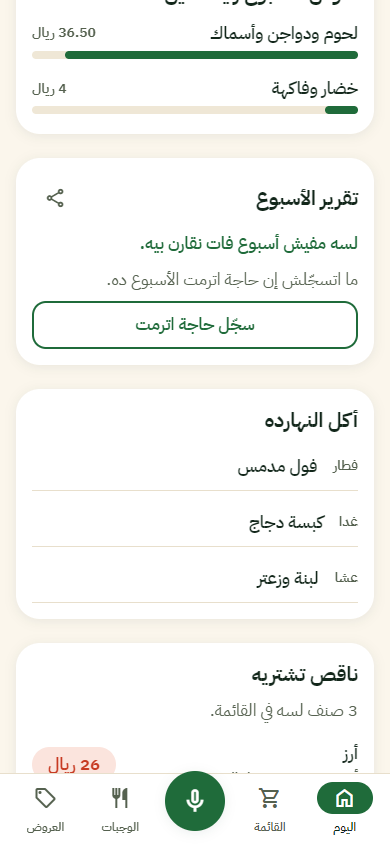 لحوم ودواجن وأسماك 36.50 ريال
خضار وفاكهة 4 ريال
تقرير الأسبوع
لسه مفيش أسبوع فات نقارن بيه.
ما اتسجّلش إن حاجة اترمت الأسبوع ده.
سجّل حاجة اترمت
أكل النهارده
فطار فول مدمس
غدا كبسة دجاج
عشا لبنة وزعتر
ناقص تشتريه
3 صنف لسه في القائمة.
أرز 26 ريال
اليوم القائمة الوجبات العروض